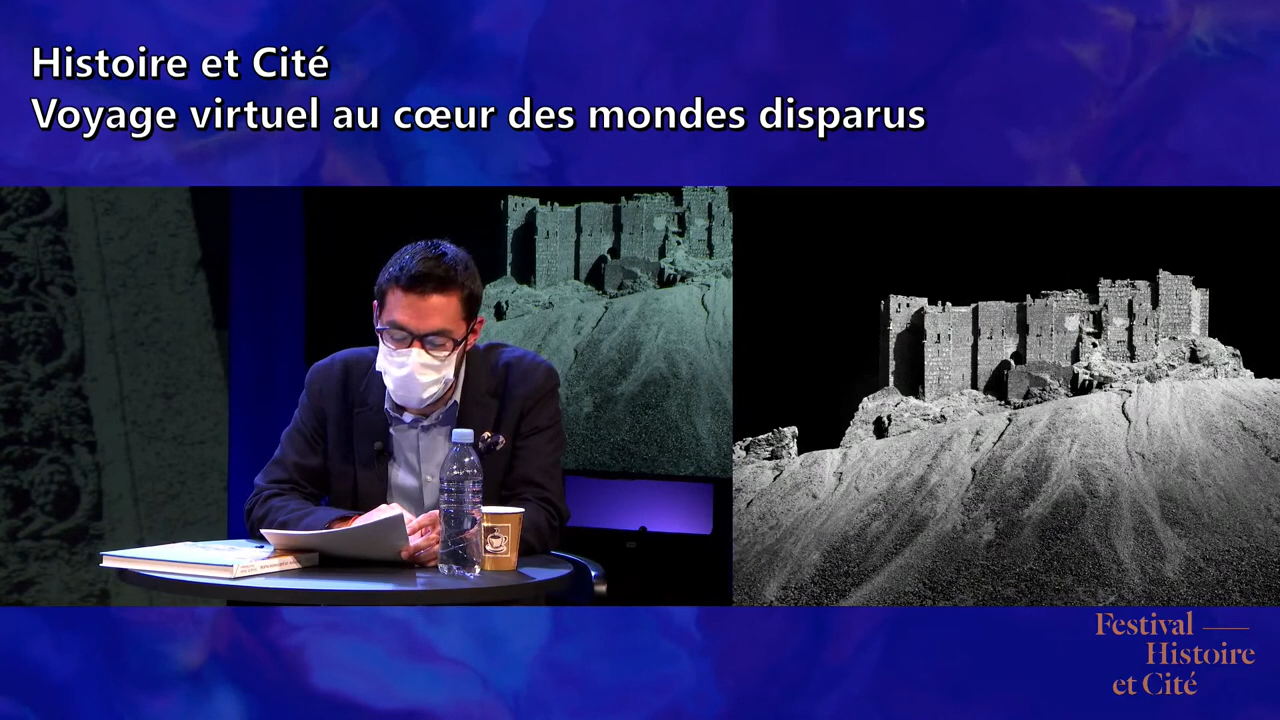 Histoire et Cité
Voyage virtuel au cœur des mondes disparus
Festival
Histoire
et Cité